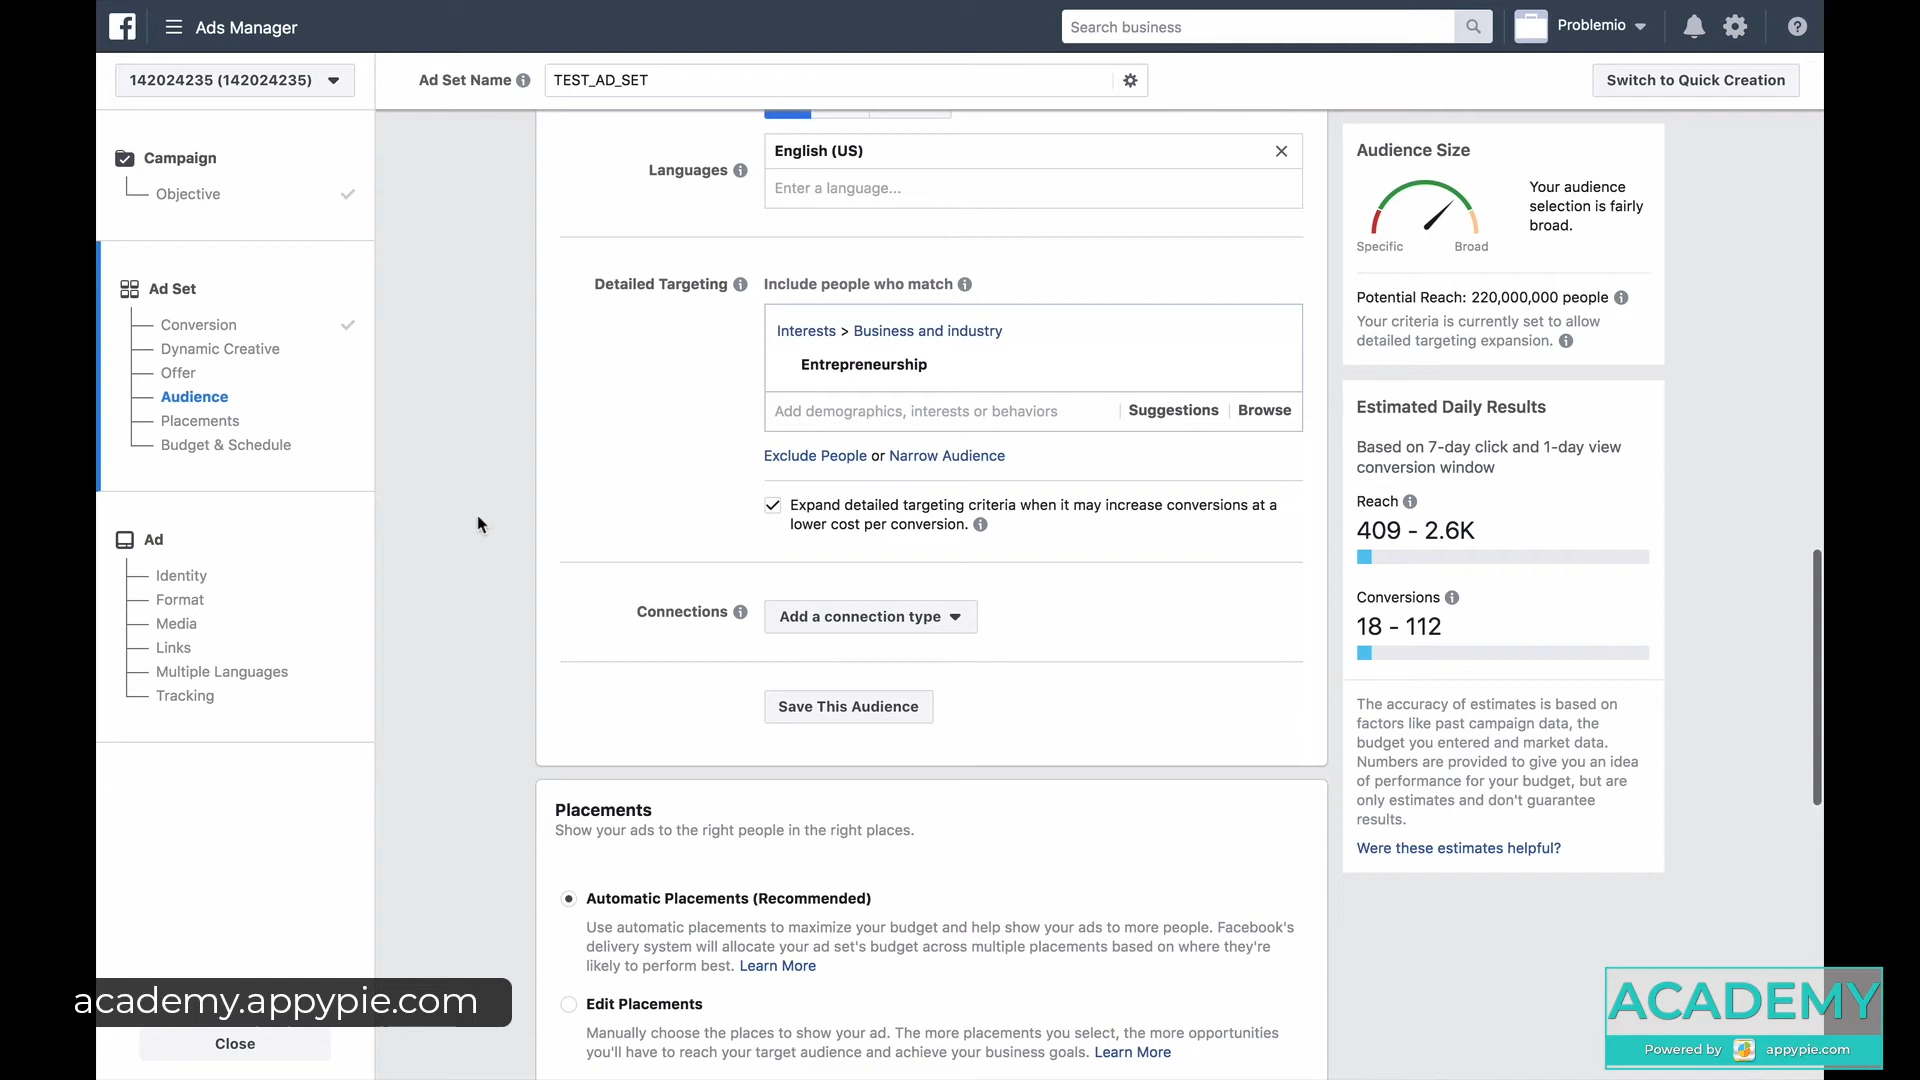 Ads Manager
Search business
Problemio
142024235 (142024235)
Ad Set Name
TEST_AD_SET
Switch to Quick Creation
Campaign
Objective
Ad Set
Conversion
Dynamic Creative
Offer
Audience
Placements
Budget & Schedule
Ad
Identity
Format
Media
Links
Multiple Languages
Tracking
Close
Languages
English (US)
Enter a language...
Detailed Targeting
Include people who match
Interests > Business and industry
Entrepreneurship
Add demographics, interests or behaviors
Suggestions
Browse
Exclude People or Narrow Audience
Expand detailed targeting criteria when it may increase conversions at a
lower cost per conversion.
Connections
Add a connection type
Save This Audience
Placements
Show your ads to the right people in the right places.
Automatic Placements (Recommended)
Use automatic placements to maximize your budget and help show your ads to more people. Facebook's
delivery system will allocate your ad set's budget across multiple placements based on where they're
likely to perform best. Learn More
Edit Placements
Manually choose the places to show your ad. The more placements you select, the more opportunities
you'll have to reach your target audience and achieve your business goals. Learn More
Audience Size
Specific
Broad
Your audience
selection is fairly
broad.
Potential Reach: 220,000,000 people
Your criteria is currently set to allow
detailed targeting expansion.
Estimated Daily Results
Based on 7-day click and 1-day view
conversion window
Reach
409 - 2.6K
Conversions
18 - 112
The accuracy of estimates is based on
factors like past campaign data, the
budget you entered and market data.
Numbers are provided to give you an idea
of performance for your budget, but are
only estimates and don't guarantee
results.
Were these estimates helpful?
academy.appypie.com
ACADEMY
Powered by appypie.com